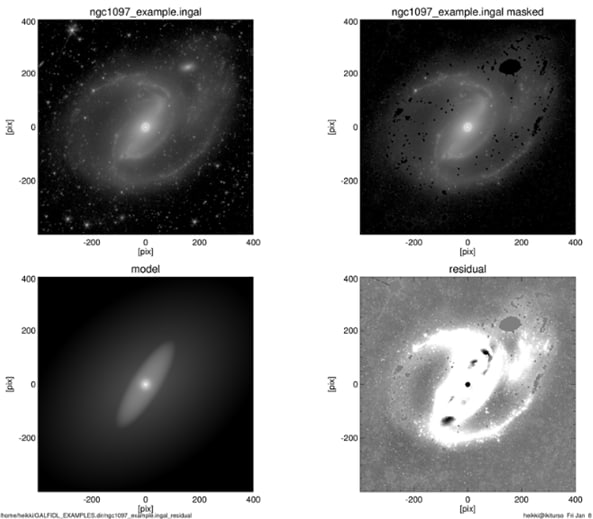 ngc1097_example.ingal
ngc1097_example.ingal masked
400
200
0
-200
[pix]
-200 0 200 400
[pix]
400
200
0
-200
[pix]
-200 0 200 400
[pix]
model
residual
400
200
0
-200
[pix]
-200 0 200 400
[pix]
400
200
0
-200
[pix]
-200 0 200 400
[pix]
/home/heikki/GALFIDL_EXAMPLES.dir/ngc1097_example.ingal_residual
heikki@lkiturso Fri Jan 8